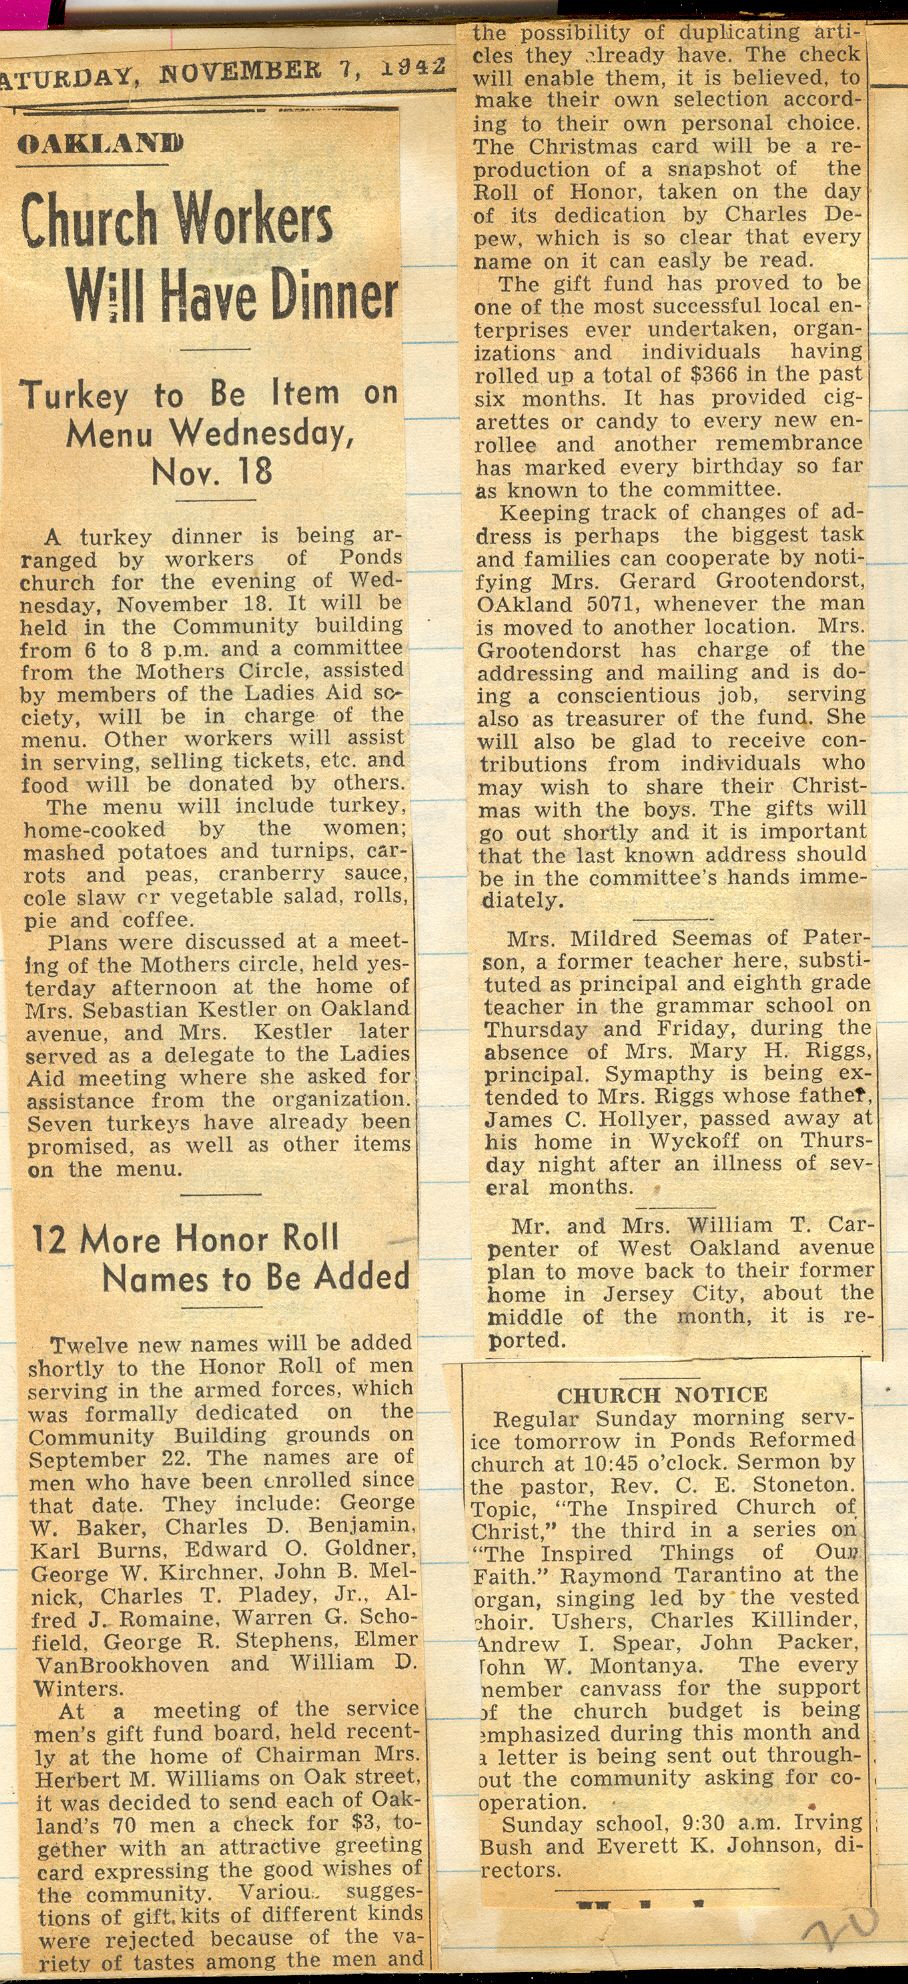 ATURDAY, NOVEMBER 7, 1942
OAKLAND
Church Workers
Will Have Dinner
Turkey to Be Item on
Menu Wednesday,
Nov. 18
A turkey dinner is being ar-
ranged by workers of Ponds
church for the evening of Wed-
nesday, November 18. It will be
held in the Community building
from 6 to 8 p.m. and a committee
from the Mothers Circle, assisted
by members of the Ladies Aid so-
ciety, will be in charge of the
menu. Other workers will assist
in serving, selling tickets, etc. and
food will be donated by others.
The menu will include turkey,
home-cooked by the women;
mashed potatoes and turnips, car-
rots and peas, cranberry sauce,
cole slaw or vegetable salad, rolls,
pie and coffee.
Plans were discussed at a meet-
ing of the Mothers circle, held yes-
terday afternoon at the home of
Mrs. Sebastian Kestler on Oakland
avenue, and Mrs. Kestler later
served as a delegate to the Ladies
Aid meeting where she asked for
assistance from the organization.
Seven turkeys have already been
promised, as well as other items
on the menu.
12 More Honor Roll
Names to Be Added
Twelve new names will be added
shortly to the Honor Roll of men
serving in the armed forces, which
was formally dedicated on the
Community Building grounds on
September 22. The names are of
men who have been enrolled since
that date. They include: George
W. Baker, Charles D. Benjamin,
Karl Burns, Edward O. Goldner,
George W. Kirchner, John B. Mel-
nick, Charles T. Pladey, Jr., Al-
fred J. Romaine, Warren G. Scho-
field, George R. Stephens, Elmer
VanBrookhoven and William D.
Winters.
At a meeting of the service
men's gift fund board, held recent-
ly at the home of Chairman Mrs.
Herbert M. Williams on Oak street,
it was decided to send each of Oak-
land's 70 men a check for $3, to-
gether with an attractive greeting
card expressing the good wishes of
the community. Variou.. sugges-
tions of gift kits of different kinds
were rejected because of the va-
riety of tastes among the men and
the possibility of duplicating arti-
cles they already have. The check
will enable them, it is believed, to
make their own selection accord-
ing to their own personal choice.
The Christmas card will be a re-
production of a snapshot of the
Roll of Honor, taken on the day
of its dedication by Charles De-
pew, which is so clear that every
name on it can easly be read.
The gift fund has proved to be
one of the most successful local en-
terprises ever undertaken, organ-
izations and individuals having
rolled up a total of $366 in the past
six months. It has provided cig-
arettes or candy to every new en-
rollee and another remembrance
has marked every birthday so far
as known to the committee.
Keeping track of changes of ad-
dress is perhaps the biggest task
and families can cooperate by noti-
fying Mrs. Gerard Grootendorst,
OAkland 5071, whenever the man
is moved to another location. Mrs.
Grootendorst has charge of the
addressing and mailing and is do-
ing a conscientious job, serving
also as treasurer of the fund. She
will also be glad to receive con-
tributions from individuals who
may wish to share their Christ-
mas with the boys. The gifts will
go out shortly and it is important
that the last known address should
be in the committee's hands imme-
diately.
Mrs. Mildred Seemas of Pater-
son, a former teacher here, substi-
tuted as principal and eighth grade
teacher in the grammar school on
Thursday and Friday, during the
absence of Mrs. Mary H. Riggs,
principal. Symapthy is being ex-
tended to Mrs. Riggs whose father,
James C. Hollyer, passed away at
his home in Wyckoff on Thurs-
day night after an illness of sev-
eral months.
Mr. and Mrs. William T. Car-
penter of West Oakland avenue
plan to move back to their former
home in Jersey City, about the
middle of the month, it is re-
ported.
CHURCH NOTICE
Regular Sunday morning serv-
ice tomorrow in Ponds Reformed
church at 10:45 o'clock. Sermon by
the pastor, Rev. C. E. Stoneton.
Topic, "The Inspired Church of
Christ," the third in a series on
"The Inspired Things of Our
Faith." Raymond Tarantino at the
organ, singing led by the vested
choir. Ushers, Charles Killinder,
Andrew I. Spear, John Packer,
John W. Montanya. The every
member canvass for the support
of the church budget is being
emphasized during this month and
a letter is being sent out through-
out the community asking for co-
operation.
Sunday school, 9:30 a.m. Irving
Bush and Everett K. Johnson, di-
rectors.
20